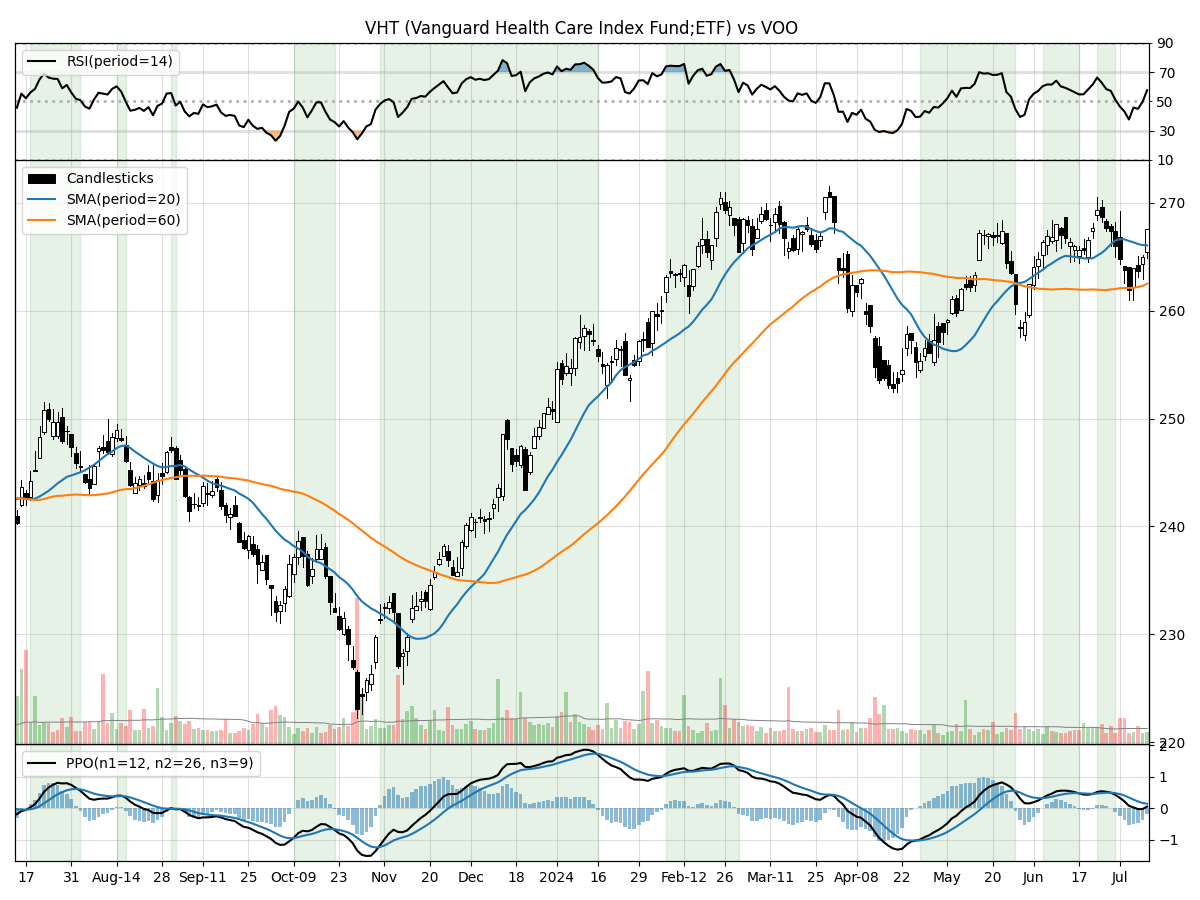 VHT (Vanguard Health Care Index Fund;ETF) vs VOO
RSI(period=14)
90
70
50
30
10
Candlesticks
SMA(period=20)
SMA(period=60)
270
260
250
240
230
220
PPO(n1=12, n2=26, n3=9)
2
1
0
−1
17 31 Aug-14 28 Sep-11 25 Oct-09 23 Nov 20 Dec 18 2024 16 29 Feb-12 26 Mar-11 25 Apr-08 22 May 20 Jun 17 Jul